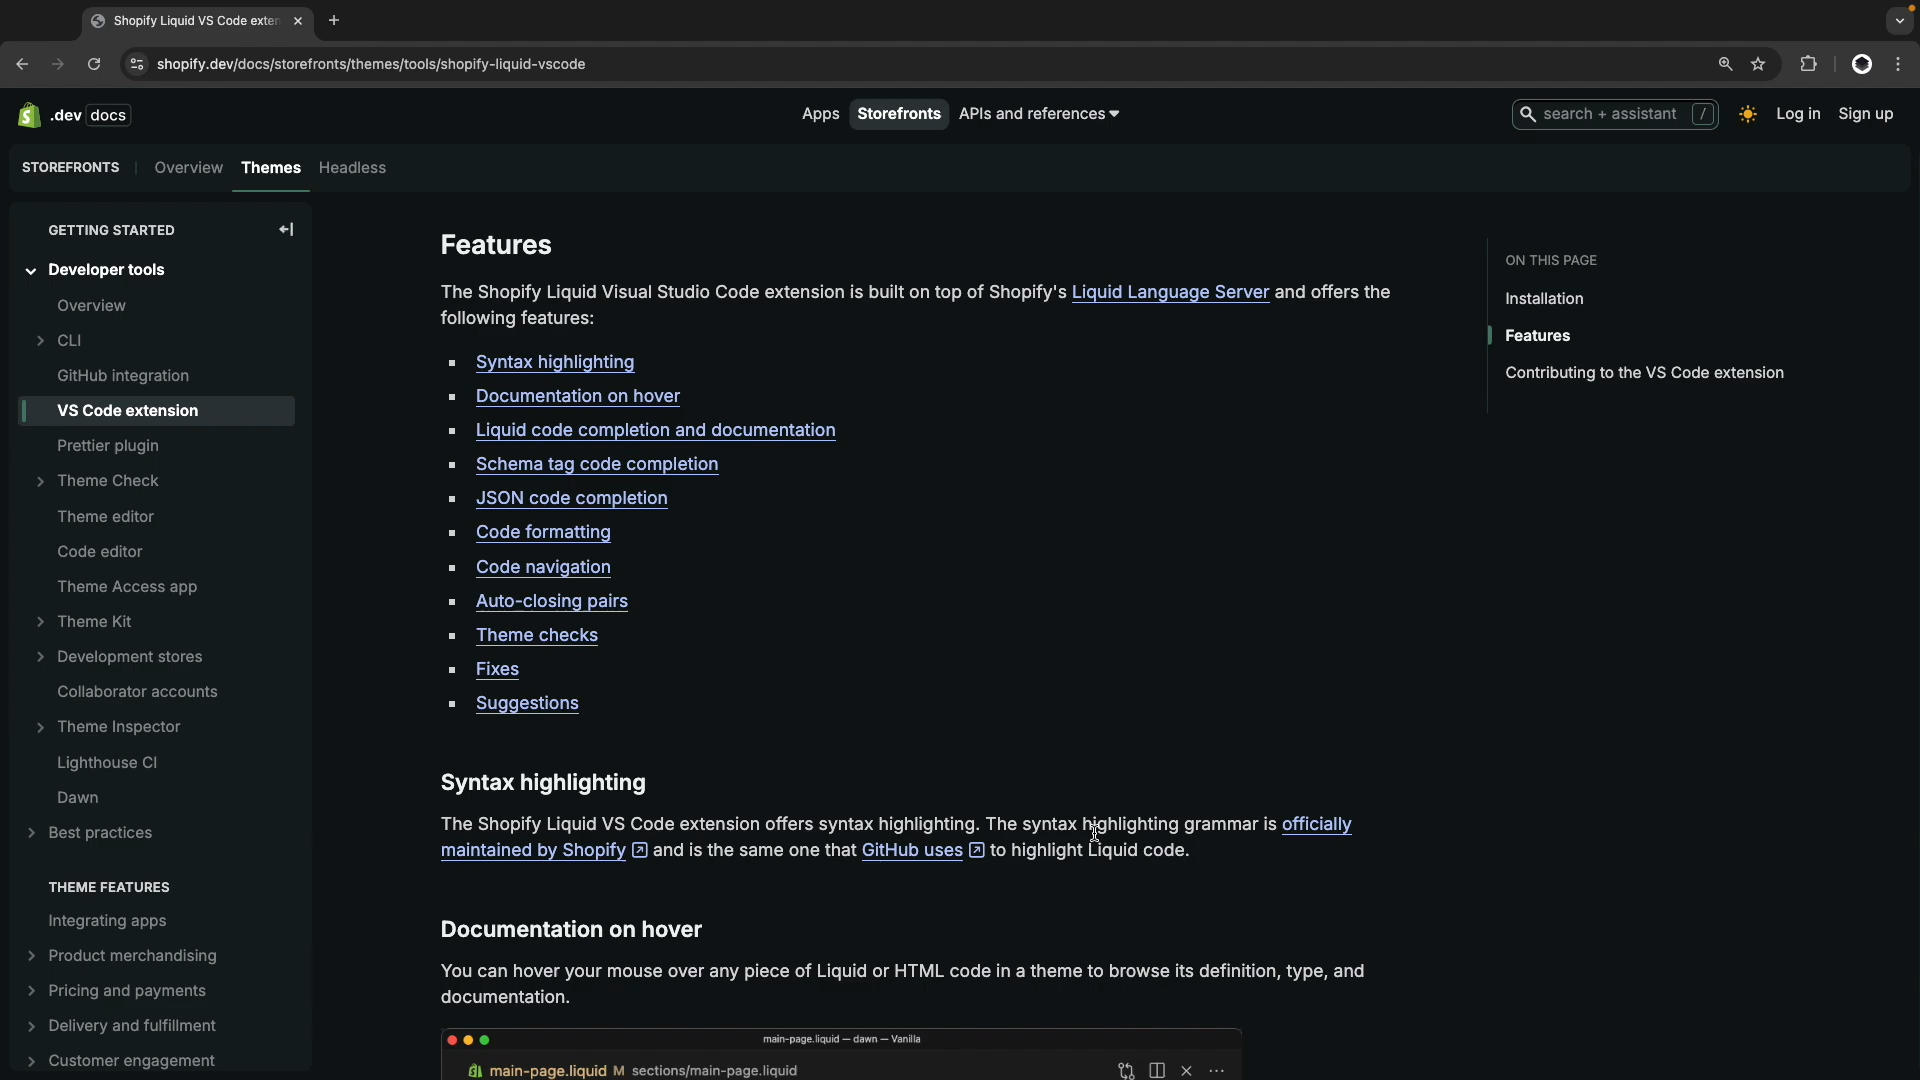 Shopify Liquid VS Code exten
shopify.dev/docs/storefronts/themes/tools/shopify-liquid-vscode
.dev docs
Apps
Storefronts
APIs and references
search + assistant /
Log in
Sign up
STOREFRONTS
Overview
Themes
Headless
GETTING STARTED
Developer tools
Overview
CLI
GitHub integration
VS Code extension
Prettier plugin
Theme Check
Theme editor
Code editor
Theme Access app
Theme Kit
Development stores
Collaborator accounts
Theme Inspector
Lighthouse CI
Dawn
Best practices
THEME FEATURES
Integrating apps
Product merchandising
Pricing and payments
Delivery and fulfillment
Customer engagement
Features
The Shopify Liquid Visual Studio Code extension is built on top of Shopify's Liquid Language Server and offers the
following features:
Syntax highlighting
Documentation on hover
Liquid code completion and documentation
Schema tag code completion
JSON code completion
Code formatting
Code navigation
Auto-closing pairs
Theme checks
Fixes
Suggestions
Syntax highlighting
The Shopify Liquid VS Code extension offers syntax highlighting. The syntax highlighting grammar is officially
maintained by Shopify and is the same one that GitHub uses to highlight Liquid code.
Documentation on hover
You can hover your mouse over any piece of Liquid or HTML code in a theme to browse its definition, type, and
documentation.
main-page.liquid — dawn — Vanilla
main-page.liquid M sections/main-page.liquid
ON THIS PAGE
Installation
Features
Contributing to the VS Code extension